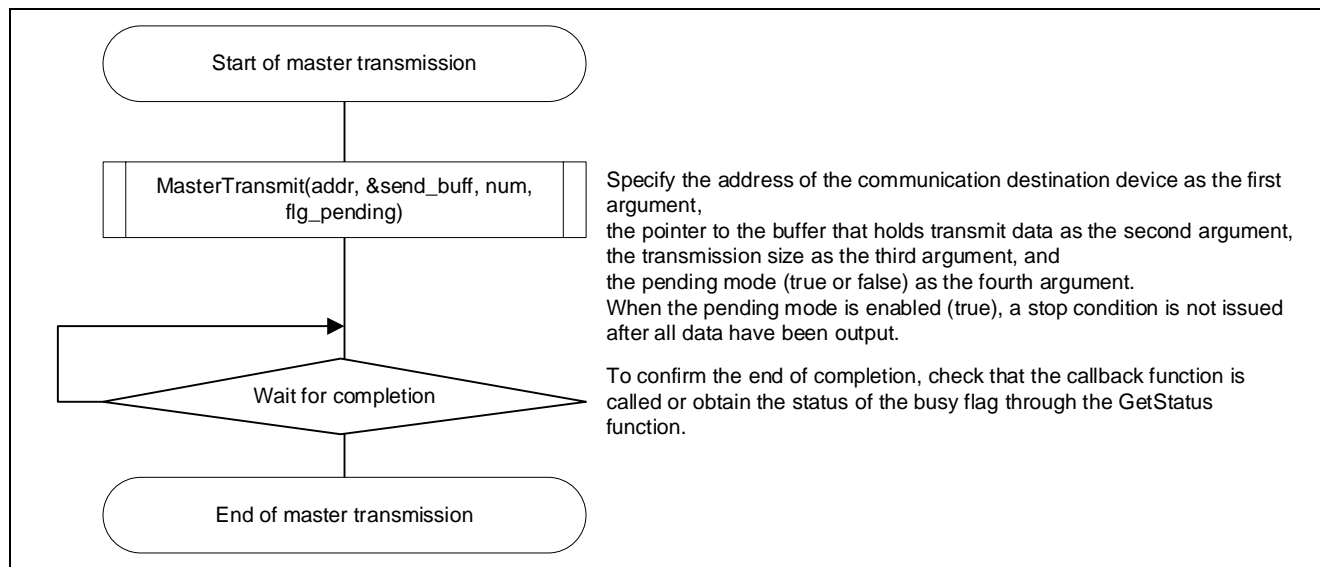 Start of master transmission
MasterTransmit(addr, &send_buff, num,
flg_pending)
Specify the address of the communication destination device as the first
argument,
the pointer to the buffer that holds transmit data as the second argument,
the transmission size as the third argument, and
the pending mode (true or false) as the fourth argument.
When the pending mode is enabled (true), a stop condition is not issued
after all data have been output.
Wait for completion
To confirm the end of completion, check that the callback function is
called or obtain the status of the busy flag through the GetStatus
function.
End of master transmission